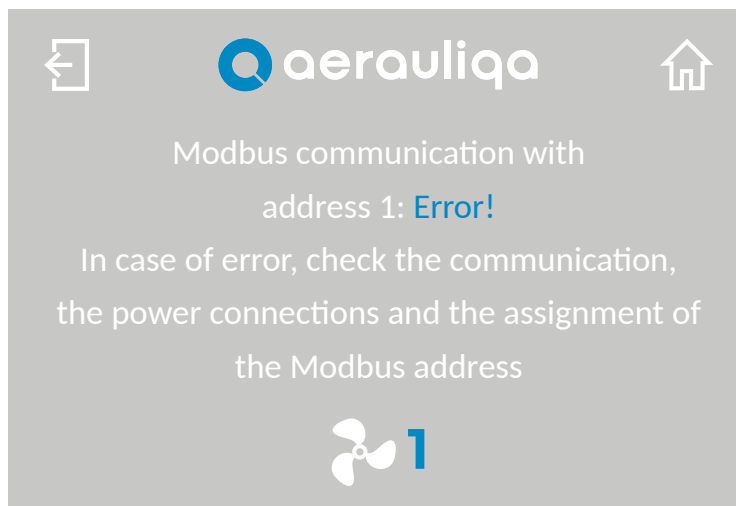 aerauliqa
Modbus communication with
address 1: Error!
In case of error, check the communication,
the power connections and the assignment of
the Modbus address
1